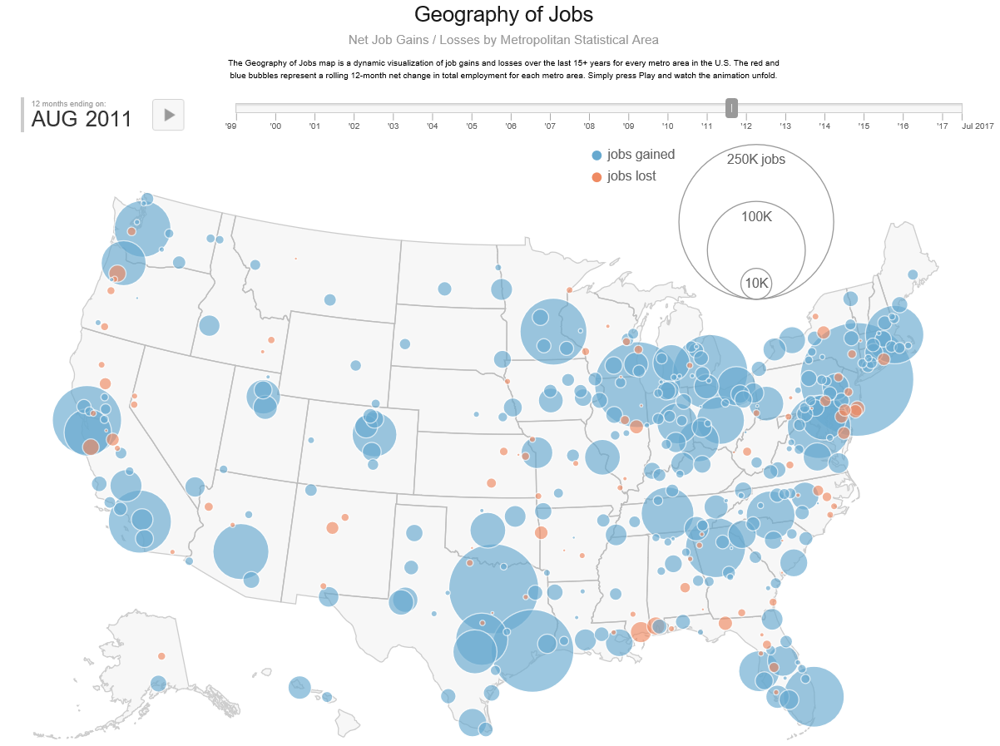 Geography of Jobs
Net Job Gains / Losses by Metropolitan Statistical Area
The Geography of Jobs map is a dynamic visualization of job gains and losses over the last 15+ years for every metro area in the U.S. The red and
blue bubbles represent a rolling 12-month net change in total employment for each metro area. Simply press Play and watch the animation unfold.
12 months ending on:
AUG 2011
'99 '00 '01 '02 '03 '04 '05 '06 '07 '08 '09 '10 '11 '12 '13 '14 '15 '16 '17 Jul 2017
jobs gained
jobs lost
250K jobs
100K
10K